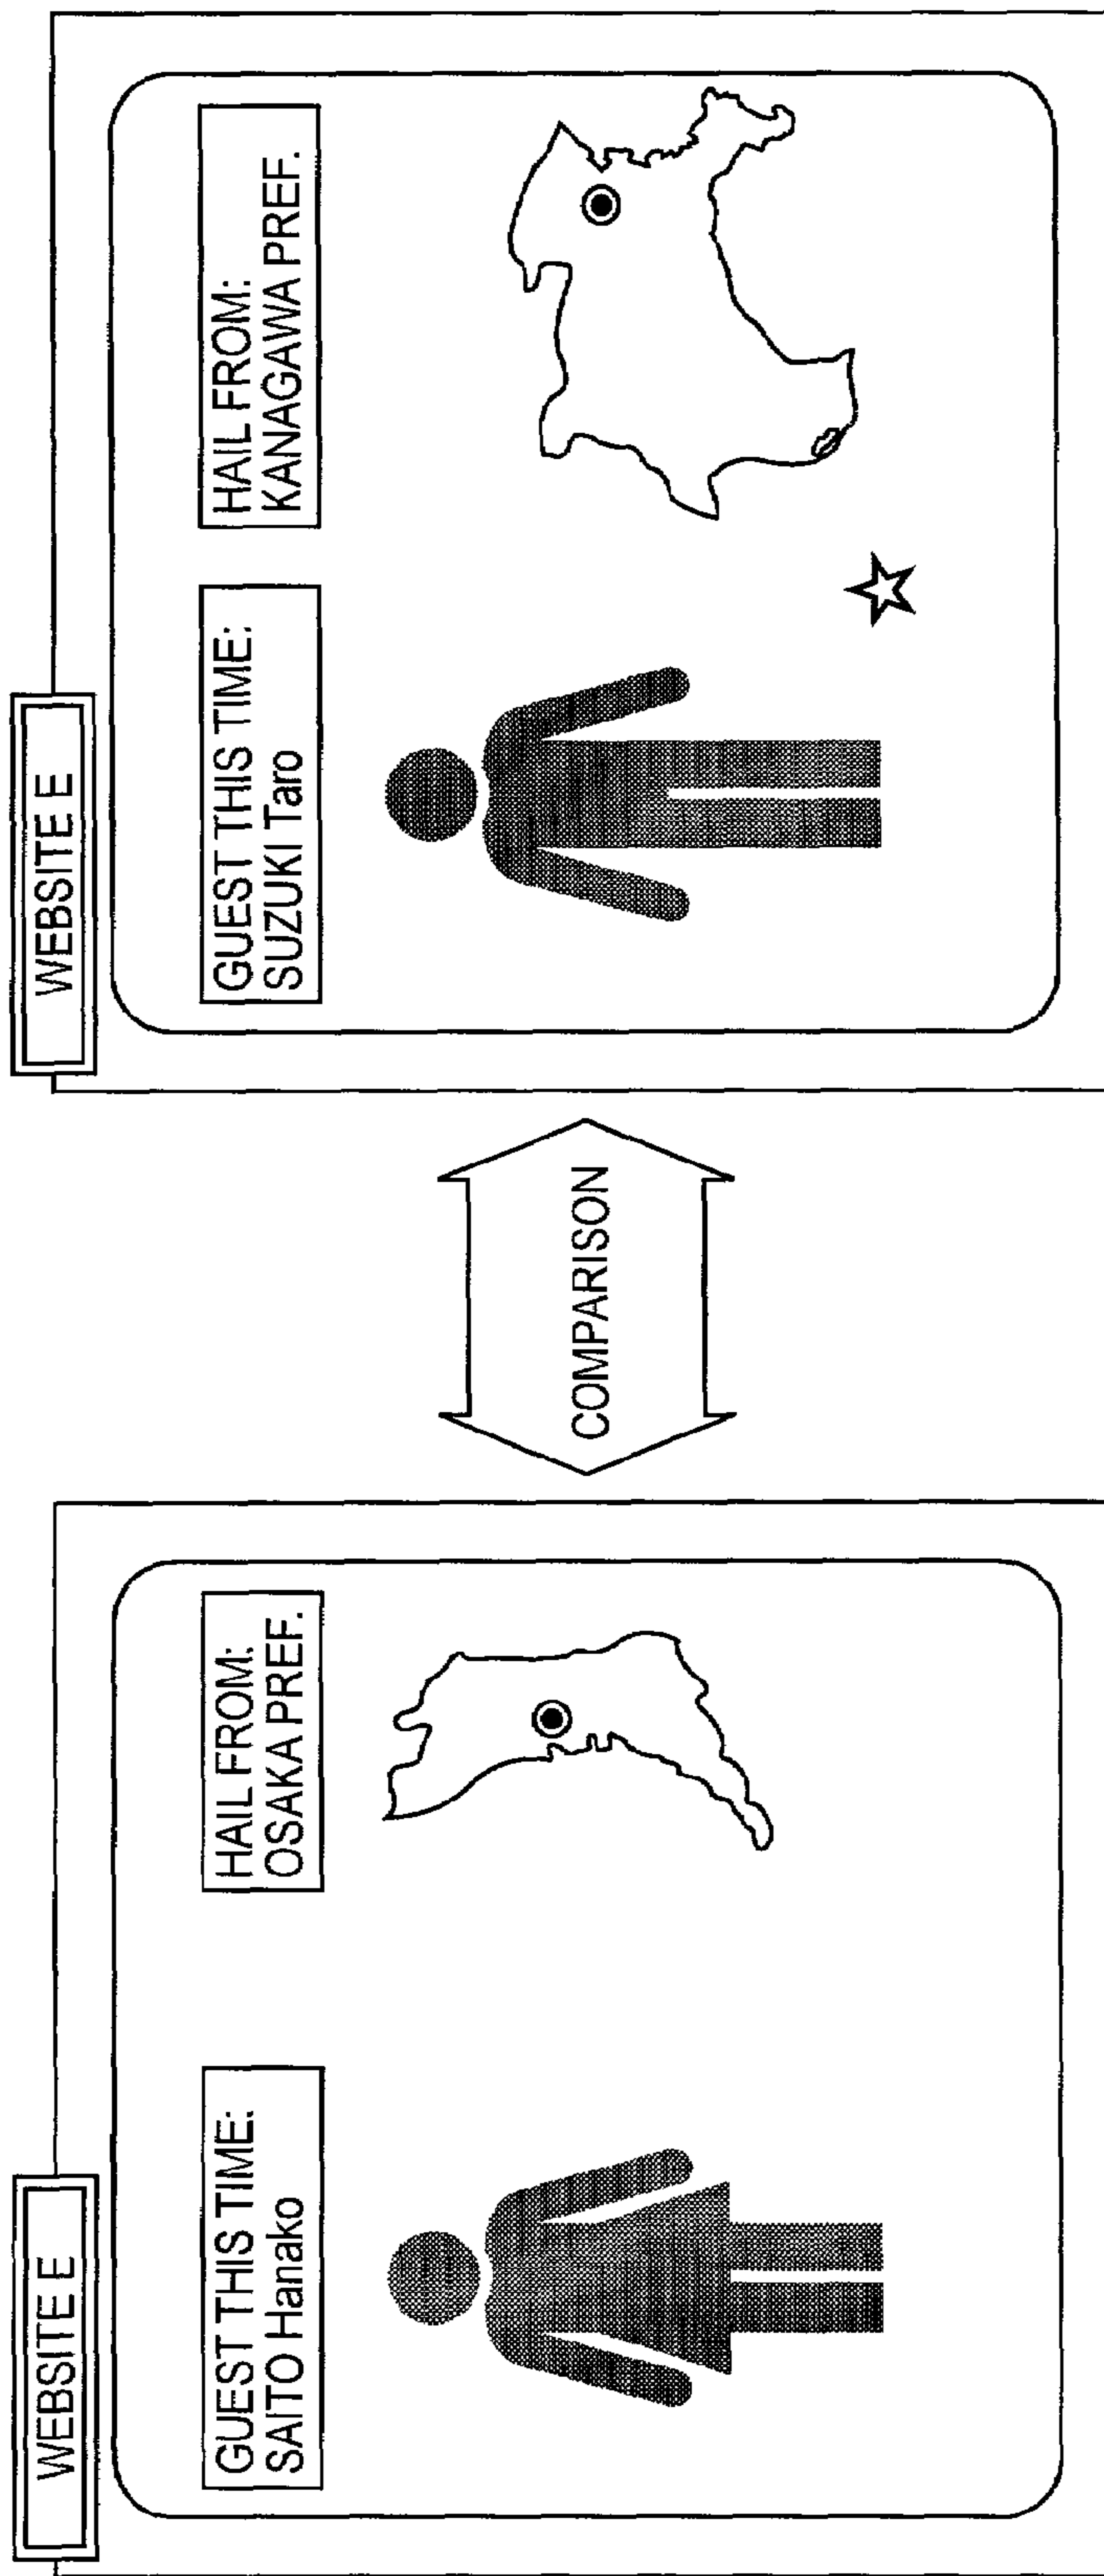 WEBSITE E
GUEST THIS TIME:
SAITO Hanako
HAIL FROM:
OSAKA PREF.
COMPARISON
WEBSITE E
GUEST THIS TIME:
SUZUKI Taro
HAIL FROM:
KANAGAWA PREF.